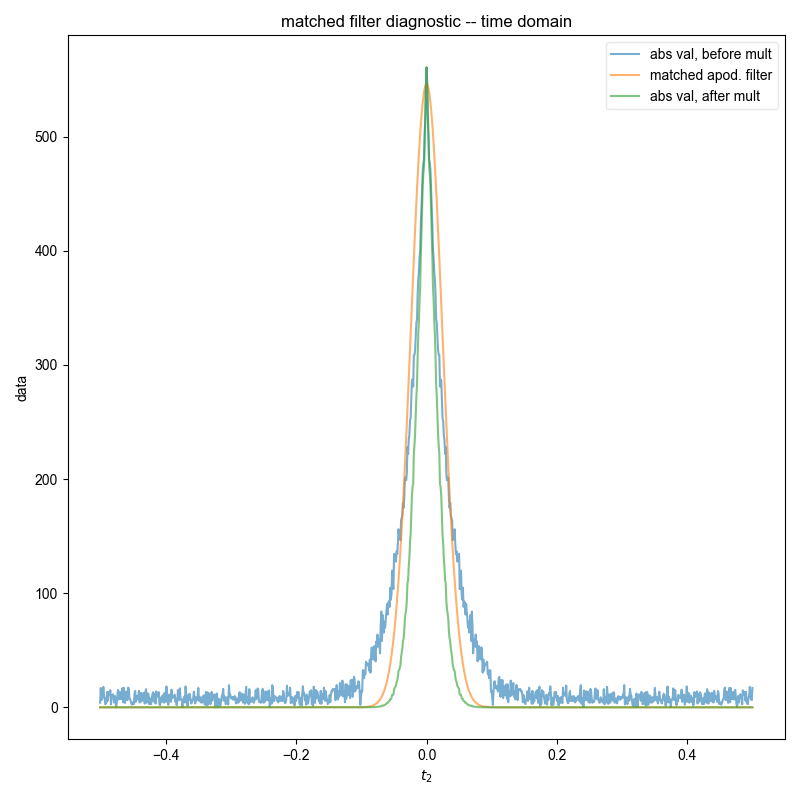 matched filter diagnostic -- time domain
abs val, before mult
matched apod. filter
abs val, after mult
500
400
300
200
100
0
data
−0.4
−0.2
0.0
0.2
0.4
t₂